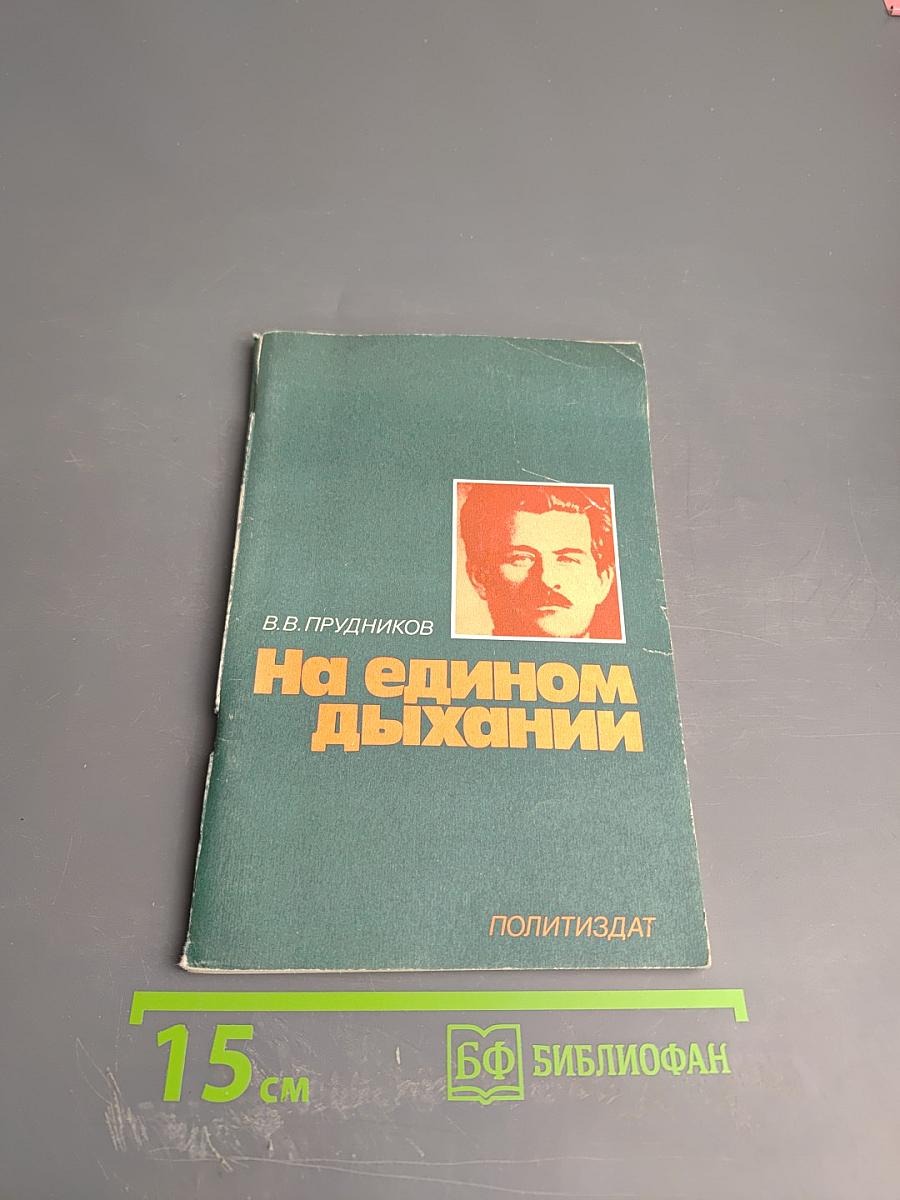 В. В. ПРУДНИКОВ
На едином
дыхании
ПОЛИТИЗДАТ
15 см
БФ БИБЛИОФАН